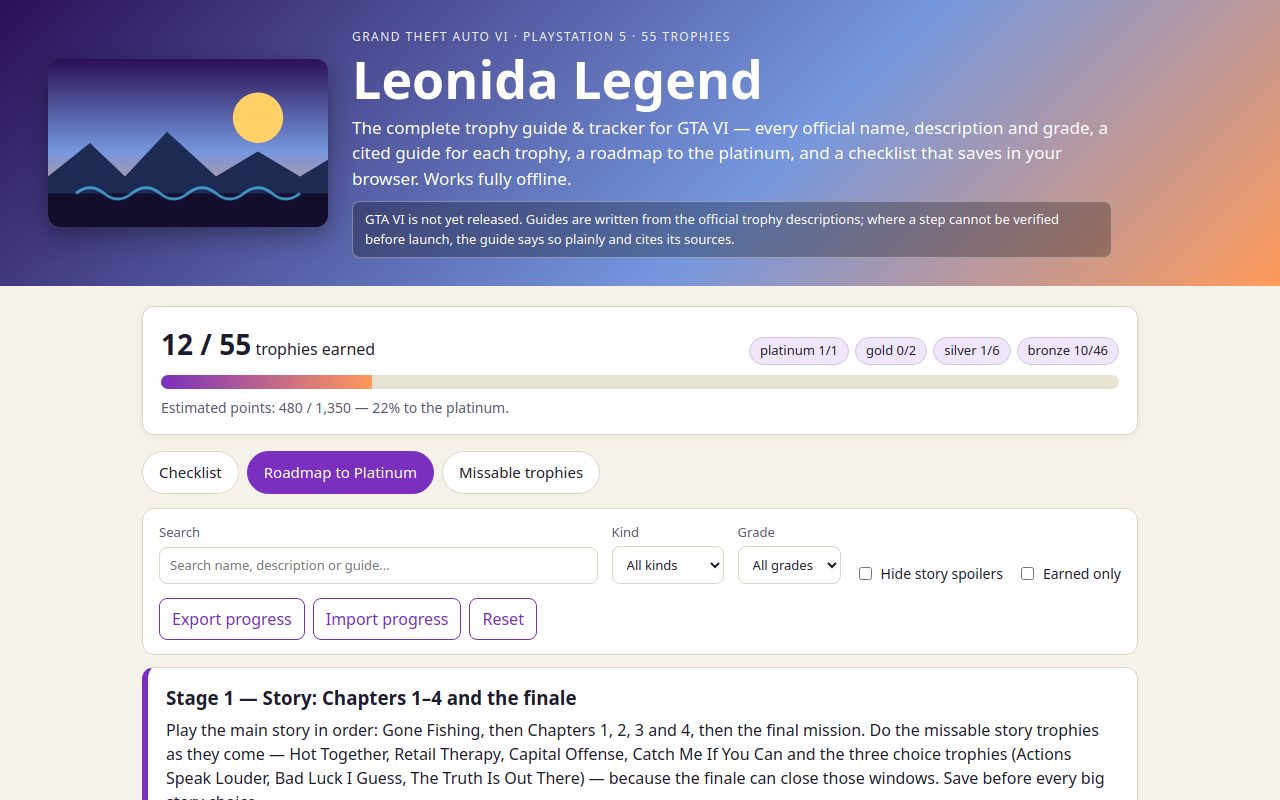 GRAND THEFT AUTO VI · PLAYSTATION 5 · 55 TROPHIES
Leonida Legend
The complete trophy guide & tracker for GTA VI — every official name, description and grade, a
cited guide for each trophy, a roadmap to the platinum, and a checklist that saves in your
browser. Works fully offline.
GTA VI is not yet released. Guides are written from the official trophy descriptions; where a step cannot be verified
before launch, the guide says so plainly and cites its sources.
12 / 55 trophies earned
platinum 1/1 gold 0/2 silver 1/6 bronze 10/46
Estimated points: 480 / 1,350 — 22% to the platinum.
Checklist Roadmap to Platinum Missable trophies
Search Kind Grade
Search name, description or guide... All kinds All grades Hide story spoilers Earned only
Export progress Import progress Reset
Stage 1 — Story: Chapters 1–4 and the finale
Play the main story in order: Gone Fishing, then Chapters 1, 2, 3 and 4, then the final mission. Do the missable story trophies
as they come — Hot Together, Retail Therapy, Capital Offense, Catch Me If You Can and the three choice trophies (Actions
Speak Louder, Bad Luck I Guess, The Truth Is Out There) — because the finale can close those windows. Save before every big
story choice.